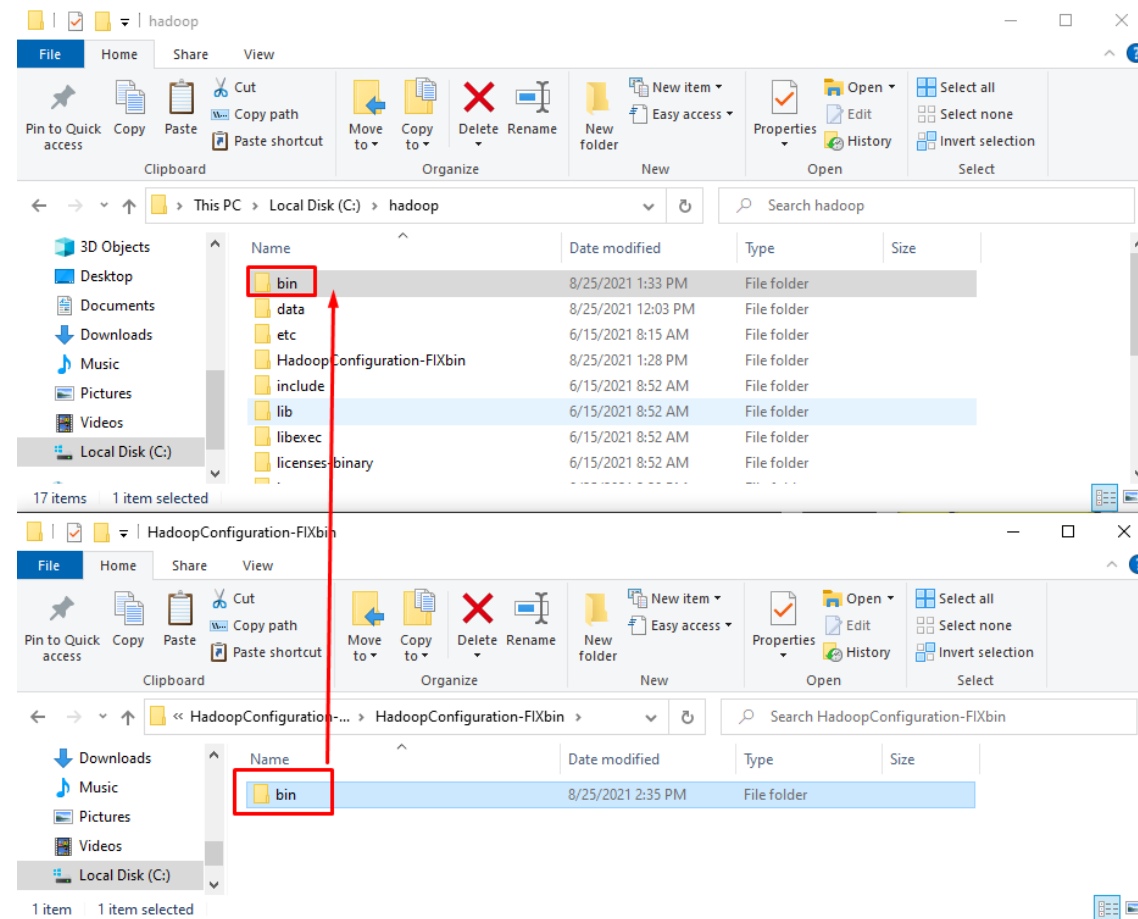 hadoop
File Home Share View
Pin to Quick access Copy Paste Cut Copy path Paste shortcut Move to Copy to Delete Rename New folder New item Easy access Properties Open Edit History Select all Select none Invert selection
Clipboard Organize New Open Select
This PC > Local Disk (C:) > hadoop Search hadoop
3D Objects
Desktop
Documents
Downloads
Music
Pictures
Videos
Local Disk (C:)
Name Date modified Type Size
bin 8/25/2021 1:33 PM File folder
data 8/25/2021 12:03 PM File folder
etc 6/15/2021 8:15 AM File folder
HadoopConfiguration-FIXbin 8/25/2021 1:28 PM File folder
include 6/15/2021 8:52 AM File folder
lib 6/15/2021 8:52 AM File folder
libexec 6/15/2021 8:52 AM File folder
licenses-binary 6/15/2021 8:52 AM File folder
17 items 1 item selected
HadoopConfiguration-FIXbin
File Home Share View
Pin to Quick access Copy Paste Cut Copy path Paste shortcut Move to Copy to Delete Rename New folder New item Easy access Properties Open Edit History Select all Select none Invert selection
Clipboard Organize New Open Select
« HadoopConfiguration-... > HadoopConfiguration-FIXbin > Search HadoopConfiguration-FIXbin
Downloads
Music
Pictures
Videos
Local Disk (C:)
Name Date modified Type Size
bin 8/25/2021 2:35 PM File folder
1 item 1 item selected